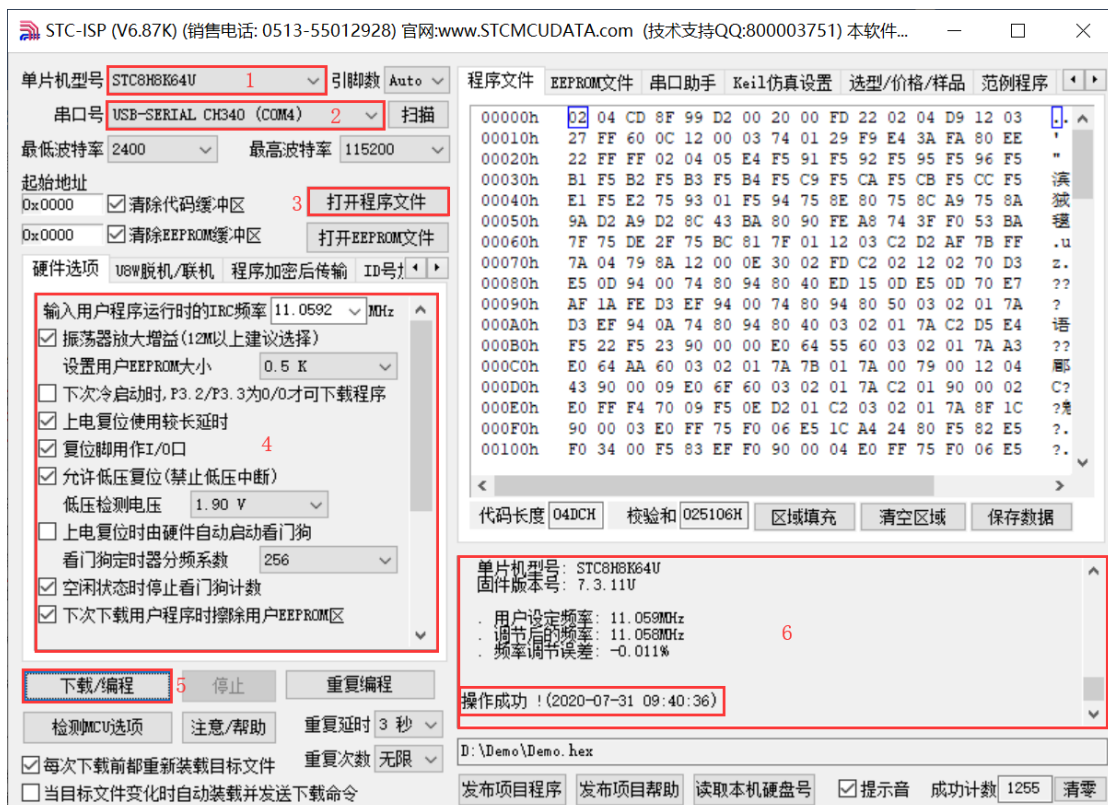 STC-ISP (V6.87K) (销售电话: 0513-55012928) 官网:www.STCMCUDATA.com (技术支持QQ:800003751) 本软件...
单片机型号 STC8H8K64U 1 引脚数 Auto
串口号 USB-SERIAL CH340 (COM4) 2 扫描
最低波特率 2400 最高波特率 115200
起始地址
0x0000 清除代码缓冲区 3 打开程序文件
0x0000 清除EEPROM缓冲区 打开EEPROM文件
硬件选项 U8W脱机/联机 程序加密后传输
输入用户程序运行时的IRC频率 11.0592 MHz
振荡器放大增益(12M以上建议选择)
设置用户EEPROM大小 0.5 K
下次冷启动时,P3.2/P3.3为0/0才可下载程序
上电复位使用较长延时
复位脚用作I/O口 4
允许低压复位(禁止低压中断)
低压检测电压 1.90 V
上电复位时由硬件自动启动看门狗
看门狗定时器分频系数 256
空闲状态时停止看门狗计数
下次下载用户程序时擦除用户EEPROM区
下载/编程 5 停止 重复编程
检测MCU选项 注意/帮助 重复延时 3 秒
重复次数 无限
每次下载前都重新装载目标文件
当目标文件变化时自动装载并发送下载命令
程序文件 EEPROM文件 串口助手 Keil仿真设置 选型/价格/样品 范例程序
00000h 02 04 CD 8F 99 D2 00 20 00 FD 22 02 04 D9 12 03 ..
00010h 27 FF 60 0C 12 00 03 74 01 29 F9 E4 3A FA 80 EE '
00020h 22 FF FF 02 04 05 E4 F5 91 F5 92 F5 95 F5 96 F5 "
00030h B1 F5 B2 F5 B3 F5 B4 F5 C9 F5 CA F5 CB F5 CC F5 滨
00040h E1 F5 E2 75 93 01 F5 94 75 8E 80 75 8C A9 75 8A
00050h 9A D2 A9 D2 8C 43 BA 80 90 FE A8 74 3F F0 53 BA
00060h 7F 75 DE 2F 75 BC 81 7F 01 12 03 C2 D2 AF 7B FF .u
00070h 7A 04 79 8A 12 00 0E 30 02 FD C2 02 12 02 70 D3 z.
00080h E5 0D 94 00 74 80 94 80 40 ED 15 0D E5 0D 70 E7 ??
00090h AF 1A FE D3 EF 94 00 74 80 94 80 50 03 02 01 7A ?
000A0h D3 EF 94 0A 74 80 94 80 40 03 02 01 7A C2 D5 E4 语
000B0h F5 22 F5 23 90 00 00 E0 64 55 60 03 02 01 7A A3 ??
000C0h E0 64 AA 60 03 02 01 7A 7B 01 7A 00 79 00 12 04 郿
000D0h 43 90 00 09 E0 6F 60 03 02 01 7A C2 01 90 00 02 C?
000E0h E0 FF F4 70 09 F5 0E D2 01 C2 03 02 01 7A 8F 1C
000F0h 90 00 03 E0 FF 75 F0 06 E5 1C A4 24 80 F5 82 E5 ?.
00100h F0 34 00 F5 83 EF F0 90 00 04 E0 FF 75 F0 06 E5 ?.
代码长度 04DCH 校验和 025106H 区域填充 清空区域 保存数据
单片机型号: STC8H8K64U
固件版本号: 7.3.11U
. 用户设定频率: 11.059MHz
. 调节后的频率: 11.058MHz
. 频率调节误差: -0.011%
6
操作成功 !(2020-07-31 09:40:36)
D:\Demo\Demo.hex
发布项目程序 发布项目帮助 读取本机硬盘号 提示音 成功计数 1255 清零